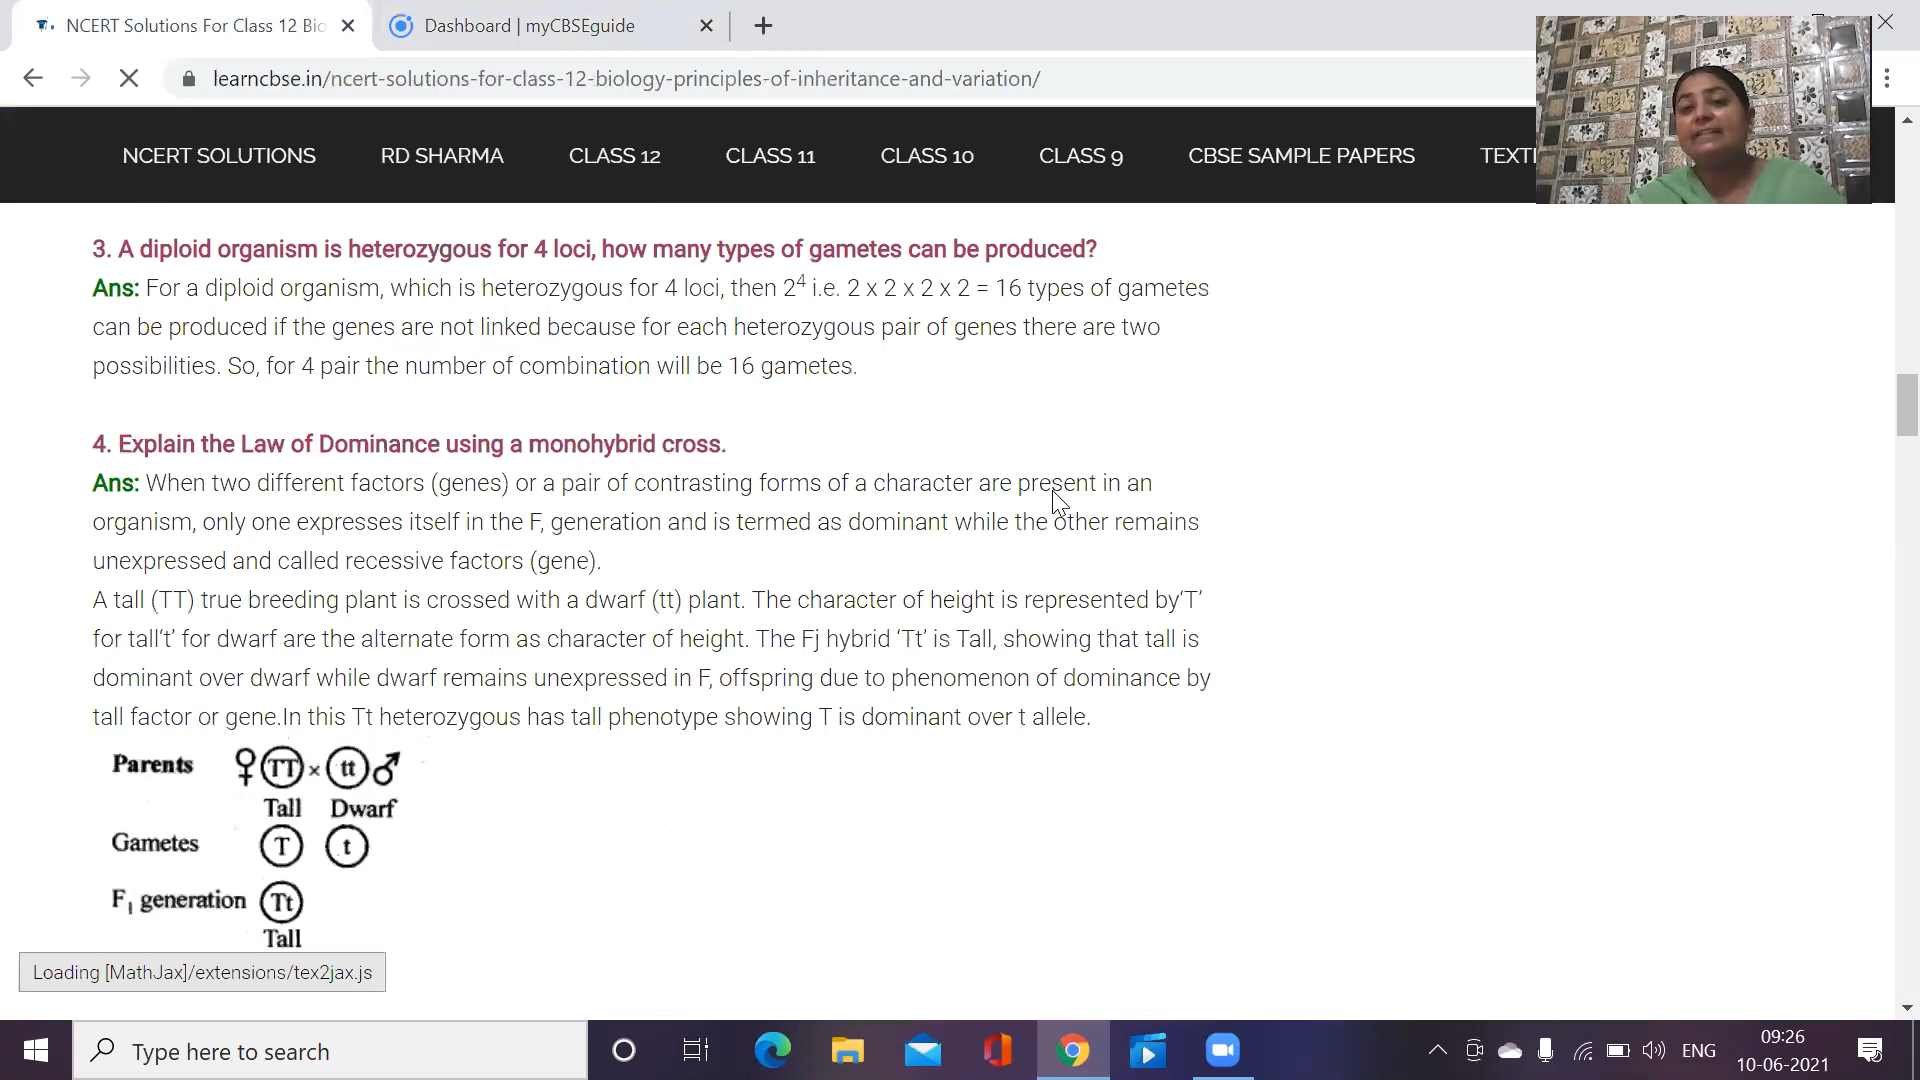 NCERT Solutions For Class 12 Bio
Dashboard | myCBSEguide
learncbse.in/ncert-solutions-for-class-12-biology-principles-of-inheritance-and-variation/
NCERT SOLUTIONS RD SHARMA CLASS 12 CLASS 11 CLASS 10 CLASS 9 CBSE SAMPLE PAPERS TEXT
3. A diploid organism is heterozygous for 4 loci, how many types of gametes can be produced?
Ans: For a diploid organism, which is heterozygous for 4 loci, then 2⁴ i.e. 2 x 2 x 2 x 2 = 16 types of gametes
can be produced if the genes are not linked because for each heterozygous pair of genes there are two
possibilities. So, for 4 pair the number of combination will be 16 gametes.
4. Explain the Law of Dominance using a monohybrid cross.
Ans: When two different factors (genes) or a pair of contrasting forms of a character are present in an
organism, only one expresses itself in the F, generation and is termed as dominant while the other remains
unexpressed and called recessive factors (gene).
A tall (TT) true breeding plant is crossed with a dwarf (tt) plant. The character of height is represented by‘T’
for tall‘t’ for dwarf are the alternate form as character of height. The Fj hybrid ‘Tt’ is Tall, showing that tall is
dominant over dwarf while dwarf remains unexpressed in F, offspring due to phenomenon of dominance by
tall factor or gene.In this Tt heterozygous has tall phenotype showing T is dominant over t allele.
Parents ♀ TT × tt ♂
Tall Dwarf
Gametes T t
F₁ generation Tt
Tall
Loading [MathJax]/extensions/tex2jax.js
Type here to search
ENG
09:26
10-06-2021